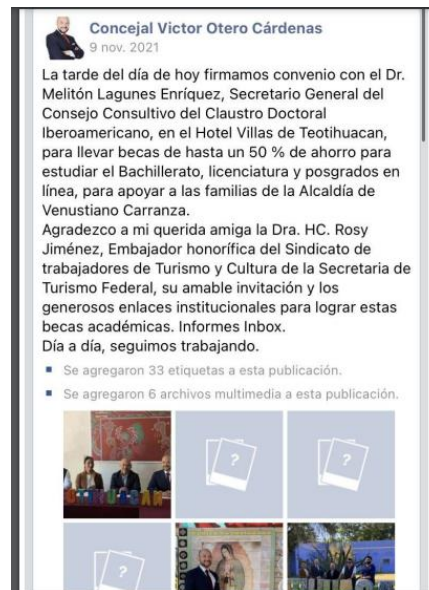 Concejal Victor Otero Cárdenas
9 nov. 2021
La tarde del día de hoy firmamos convenio con el Dr.
Melitón Lagunes Enríquez, Secretario General del
Consejo Consultivo del Claustro Doctoral
Iberoamericano, en el Hotel Villas de Teotihuacan,
para llevar becas de hasta un 50 % de ahorro para
estudiar el Bachillerato, licenciatura y posgrados en
línea, para apoyar a las familias de la Alcaldía de
Venustiano Carranza.
Agradezco a mi querida amiga la Dra. HC. Rosy
Jiménez, Embajador honorífica del Sindicato de
trabajadores de Turismo y Cultura de la Secretaria de
Turismo Federal, su amable invitación y los
generosos enlaces institucionales para lograr estas
becas académicas. Informes Inbox.
Día a día, seguimos trabajando.
Se agregaron 33 etiquetas a esta publicación.
Se agregaron 6 archivos multimedia a esta publicación.
?
?
?